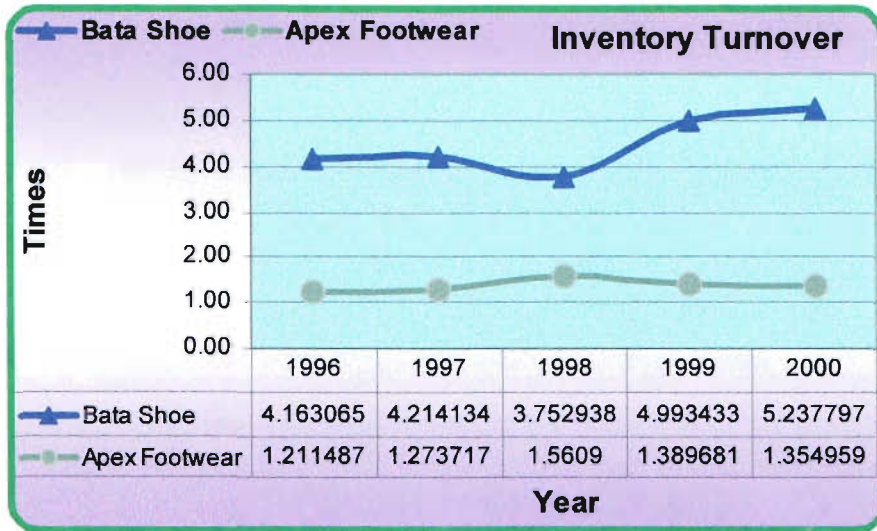 Bata Shoe Apex Footwear Inventory Turnover
6.00
5.00
4.00
3.00
2.00
1.00
0.00
Times
1996 1997 1998 1999 2000
Bata Shoe 4.163065 4.214134 3.752938 4.993433 5.237797
Apex Footwear 1.211487 1.273717 1.5609 1.389681 1.354959
Year